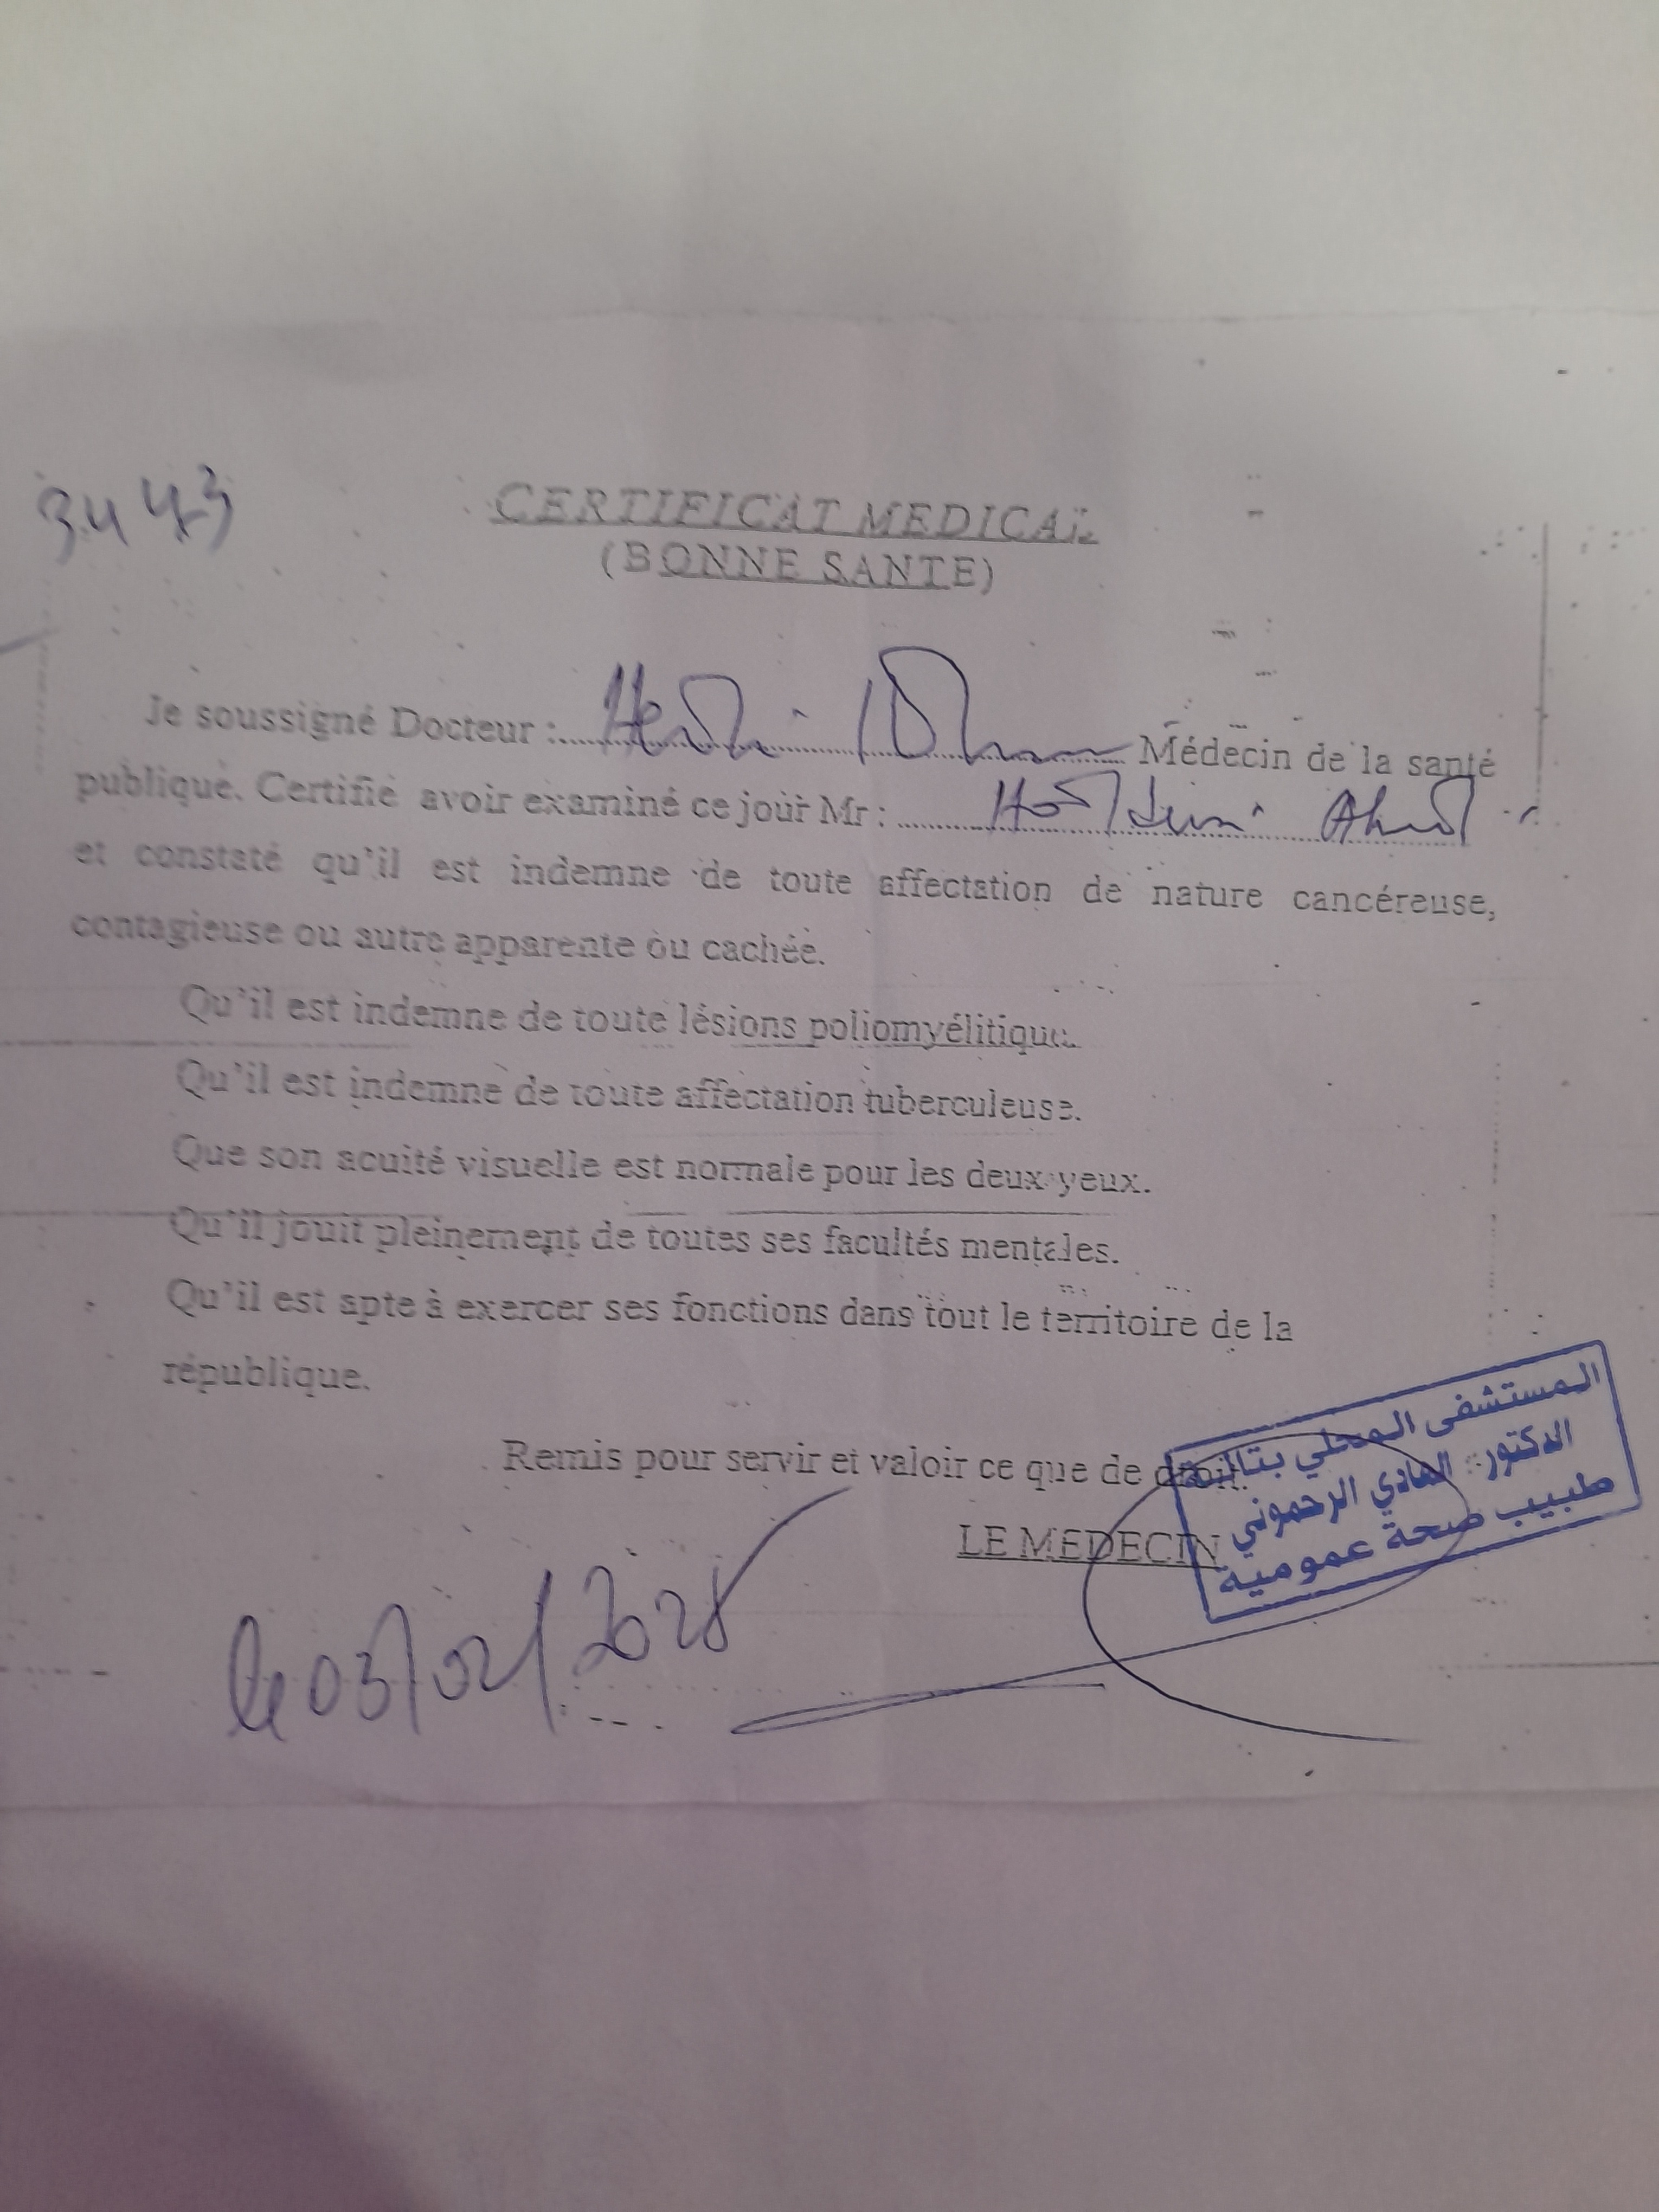 3443
CERTIFICAT MEDICAL
(BONNE SANTE)
Je soussigné Docteur : Médecin de la santé
publique. Certifié avoir examiné ce jour Mr :
et constaté qu'il est indemne de toute affectation de nature cancéreuse,
contagieuse ou autre apparente ou cachée.
Qu'il est indemne de toute lésions poliomyélitique.
Qu'il est indemne de toute affectation tuberculeuse.
Que son acuité visuelle est normale pour les deux yeux.
Qu'il jouit pleinement de toutes ses facultés mentales.
Qu'il est apte à exercer ses fonctions dans tout le territoire de la
république.
Remis pour servir et valoir ce que de droit.
LE MEDECIN
المستشفى المحلي بتالة
الدكتور الهادي الرحموني
طبيب صحة عمومية
le 03/02/2025